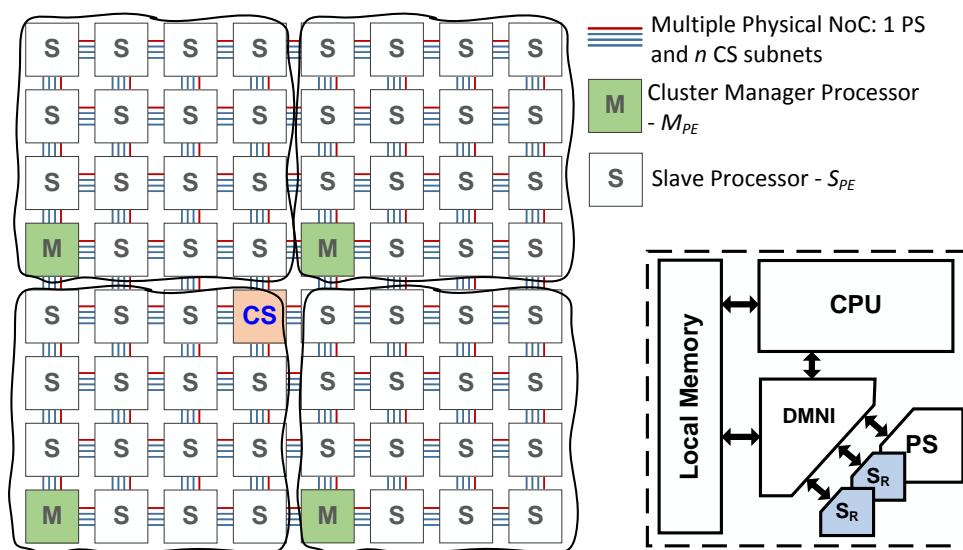 S S S S S S S S
S S S S S S S S
S S S S S S S S
M S S S M S S S
S S S CS S S S
S S S S S S S S
S S S S S S S S
M S S S M S S S
Multiple Physical NoC: 1 PS
and n CS subnets
M
Cluster Manager Processor
- MPE
S
Slave Processor - SPE
Local Memory
CPU
DMNI
PS
SR
SR